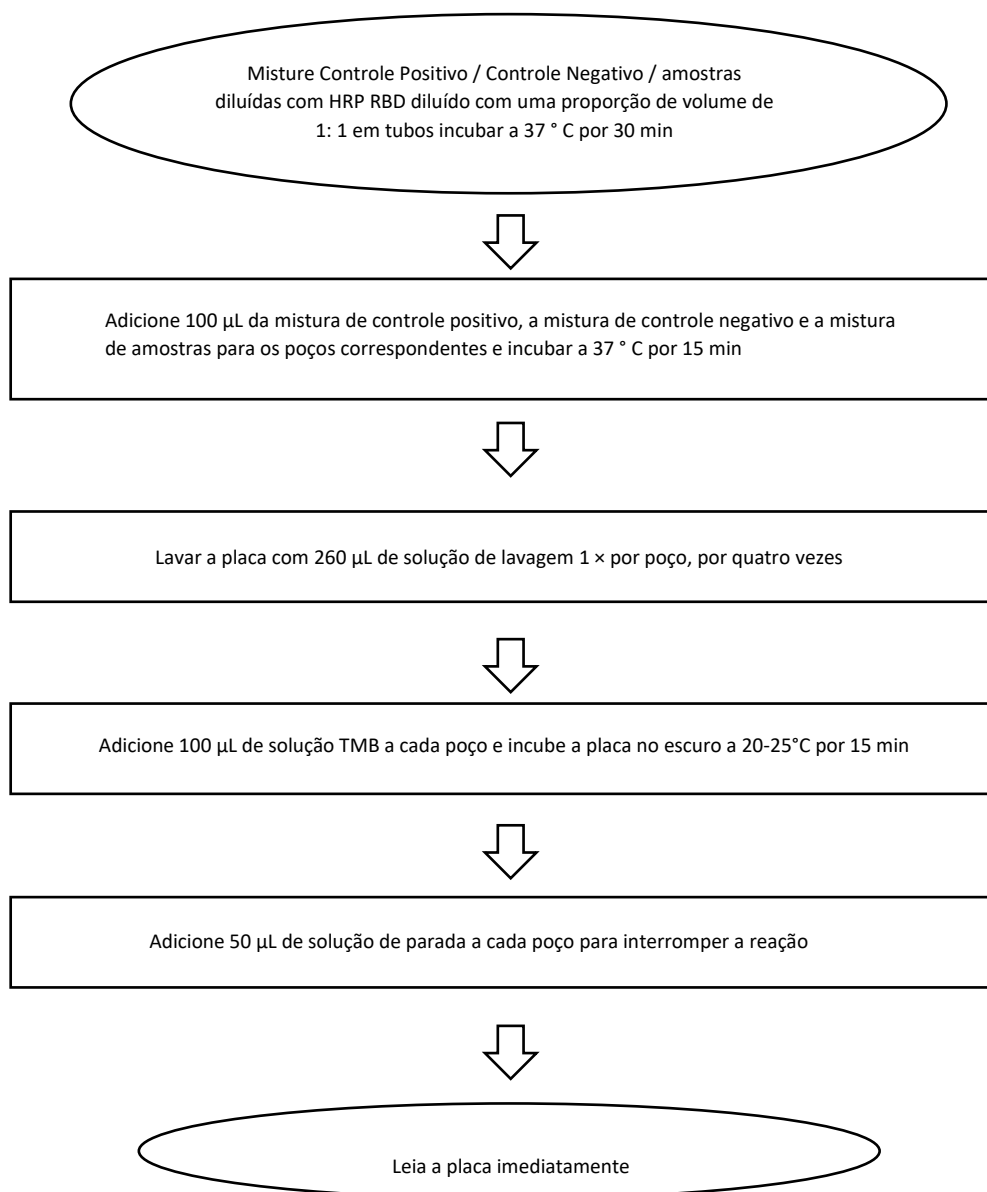 Misture Controle Positivo / Controle Negativo / amostras
diluídas com HRP RBD diluído com uma proporção de volume de
1: 1 em tubos incubar a 37 ° C por 30 min
Adicione 100 µL da mistura de controle positivo, a mistura de controle negativo e a mistura
de amostras para os poços correspondentes e incubar a 37 ° C por 15 min
Lavar a placa com 260 µL de solução de lavagem 1 × por poço, por quatro vezes
Adicione 100 µL de solução TMB a cada poço e incube a placa no escuro a 20-25°C por 15 min
Adicione 50 µL de solução de parada a cada poço para interromper a reação
Leia a placa imediatamente